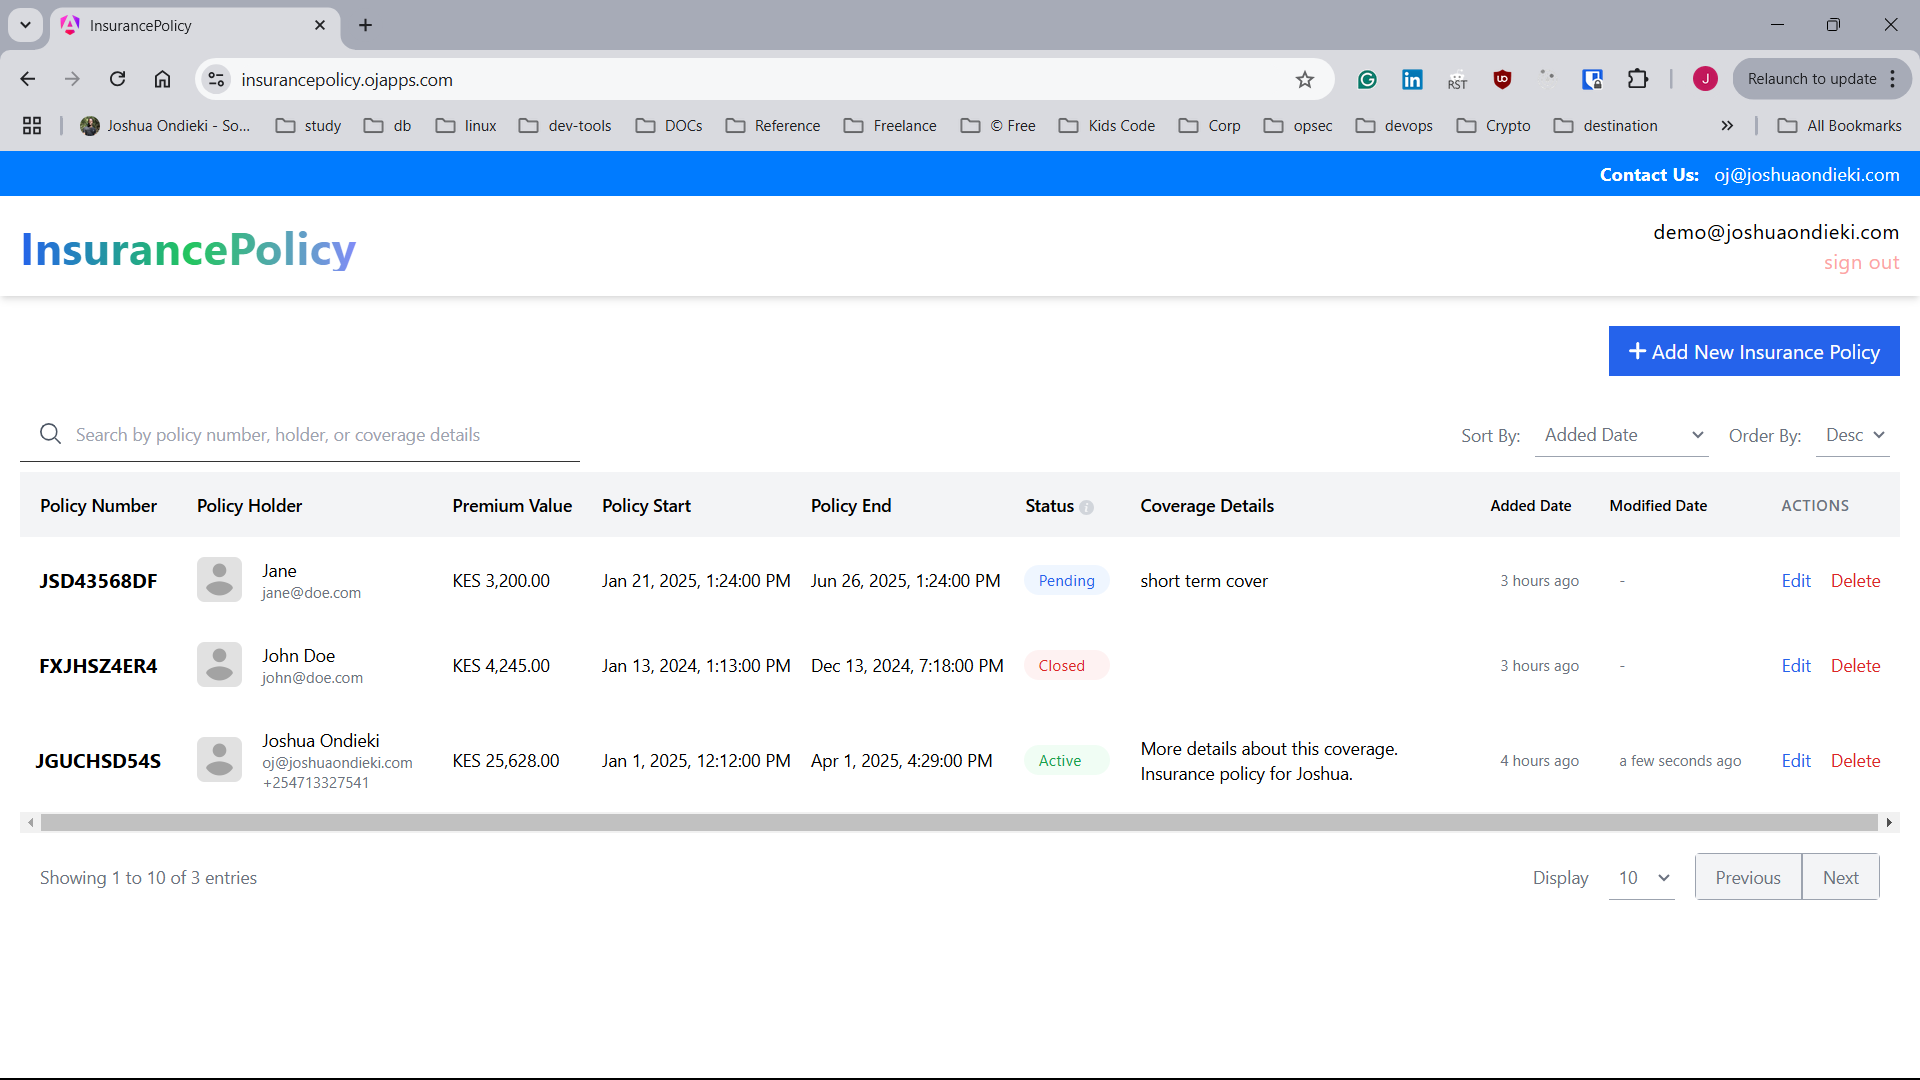 InsurancePolicy
insurancepolicy.ojapps.com
RST
J
Relaunch to update
Joshua Ondieki - So...
study
db
linux
dev-tools
DOCs
Reference
Freelance
© Free
Kids Code
Corp
opsec
devops
Crypto
destination
All Bookmarks
Contact Us: oj@joshuaondieki.com
InsurancePolicy
demo@joshuaondieki.com
sign out
Add New Insurance Policy
Search by policy number, holder, or coverage details
Sort By: Added Date
Order By: Desc
Policy Number Policy Holder Premium Value Policy Start Policy End Status Coverage Details Added Date Modified Date ACTIONS
JSD43568DF
Jane
jane@doe.com
KES 3,200.00 Jan 21, 2025, 1:24:00 PM Jun 26, 2025, 1:24:00 PM Pending short term cover 3 hours ago - Edit Delete
FXJHSZ4ER4
John Doe
john@doe.com
KES 4,245.00 Jan 13, 2024, 1:13:00 PM Dec 13, 2024, 7:18:00 PM Closed 3 hours ago - Edit Delete
JGUCHSD54S
Joshua Ondieki
oj@joshuaondieki.com
+254713327541
KES 25,628.00 Jan 1, 2025, 12:12:00 PM Apr 1, 2025, 4:29:00 PM Active
More details about this coverage.
Insurance policy for Joshua.
4 hours ago a few seconds ago Edit Delete
Showing 1 to 10 of 3 entries
Display 10 Previous Next